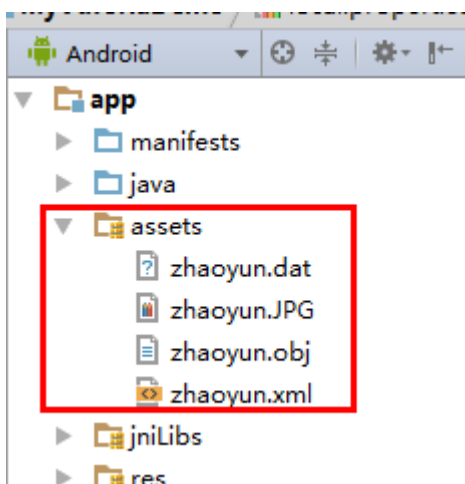 Android
app
manifests
java
assets
zhaoyun.dat
zhaoyun.JPG
zhaoyun.obj
zhaoyun.xml
jniLibs
res